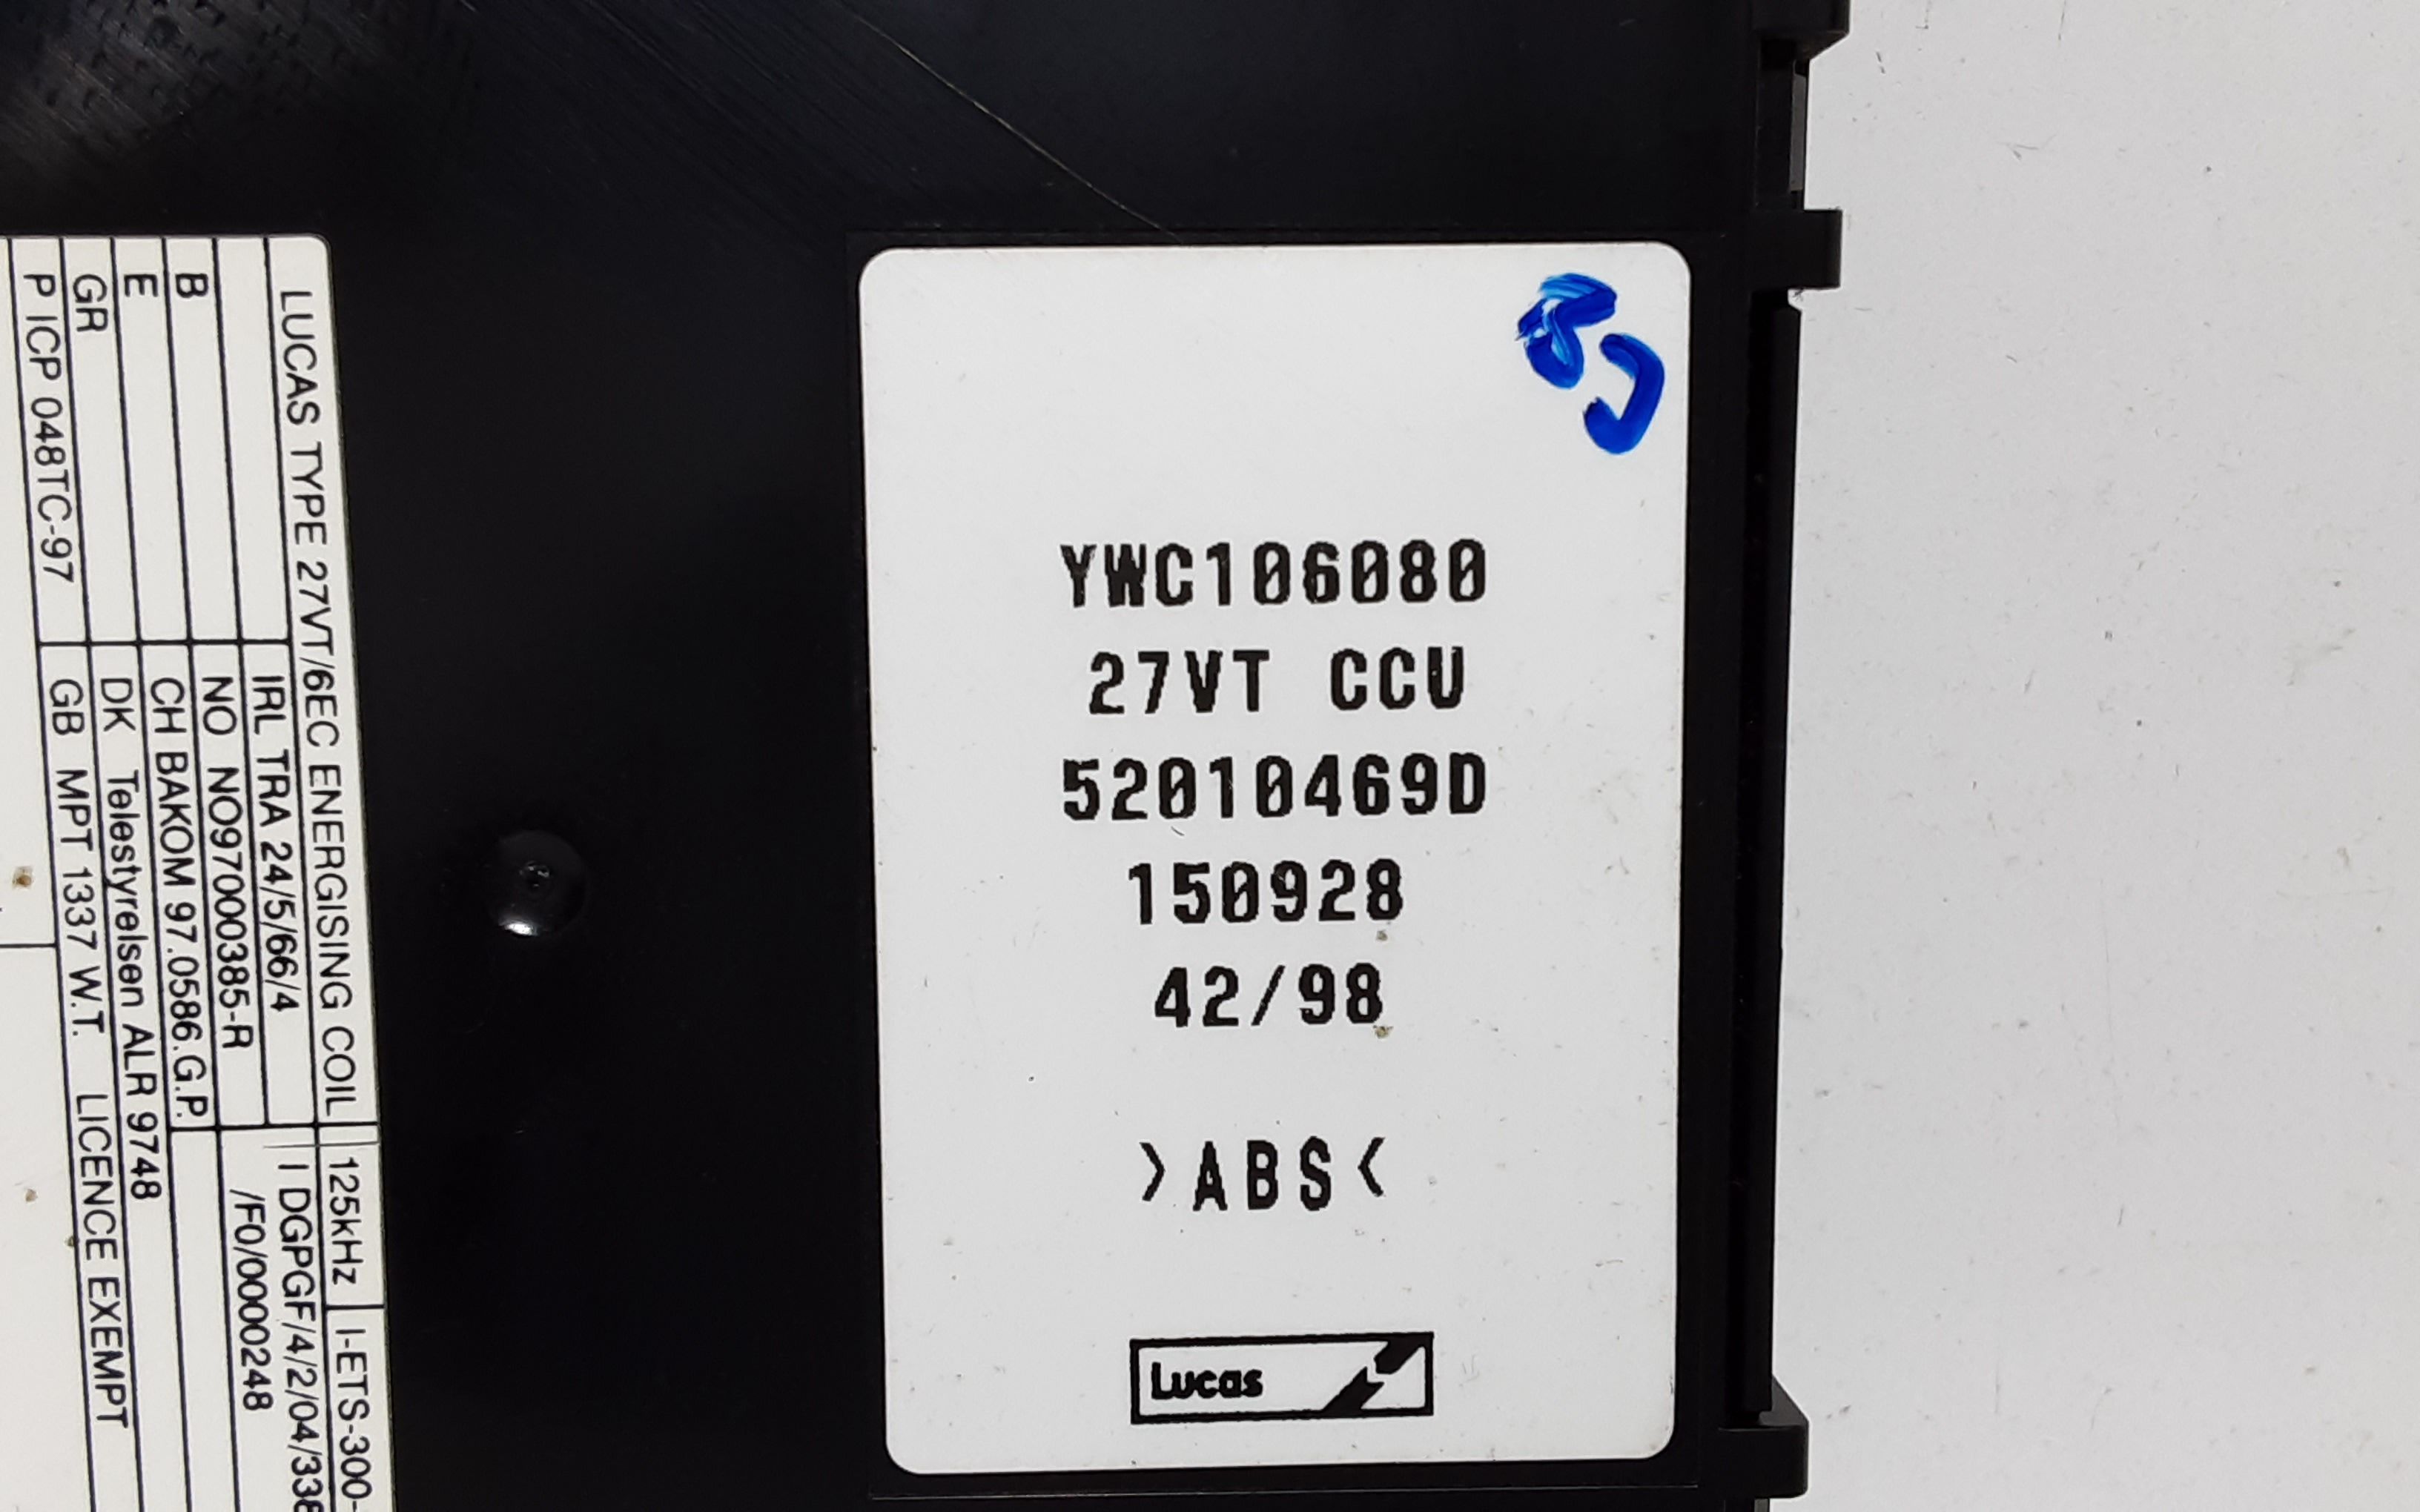 YWC106080
27VT CCU
52010469D
150928
42/98
>ABS<
Lucas
LUCAS TYPE 27VT/6EC ENERGISING COIL 125kHz I-ETS-300-
IRL TRA 24/5/66/4 I DGPGF/4/2/04/336
B NO NO97000385-R /F0/0000248
E CH BAKOM 97.0586.G.P.
GR DK Telestyrelsen ALR 9748
P ICP 048TC-97 GB MPT 1337 W.T. LICENCE EXEMPT